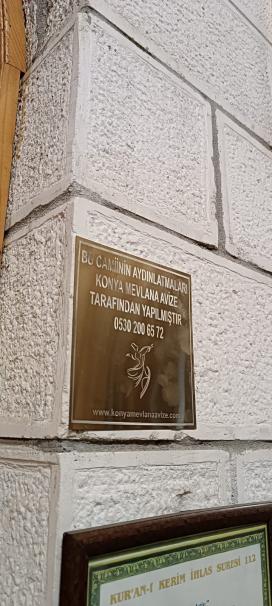 BU CAMİİNİN AYDINLATMALARI
KONYA MEVLANA AVİZE
TARAFINDAN YAPILMIŞTIR
0530 200 65 72
www.konyamevlanaavize.com
KUR'AN-I KERİM İHLAS SURESİ 112